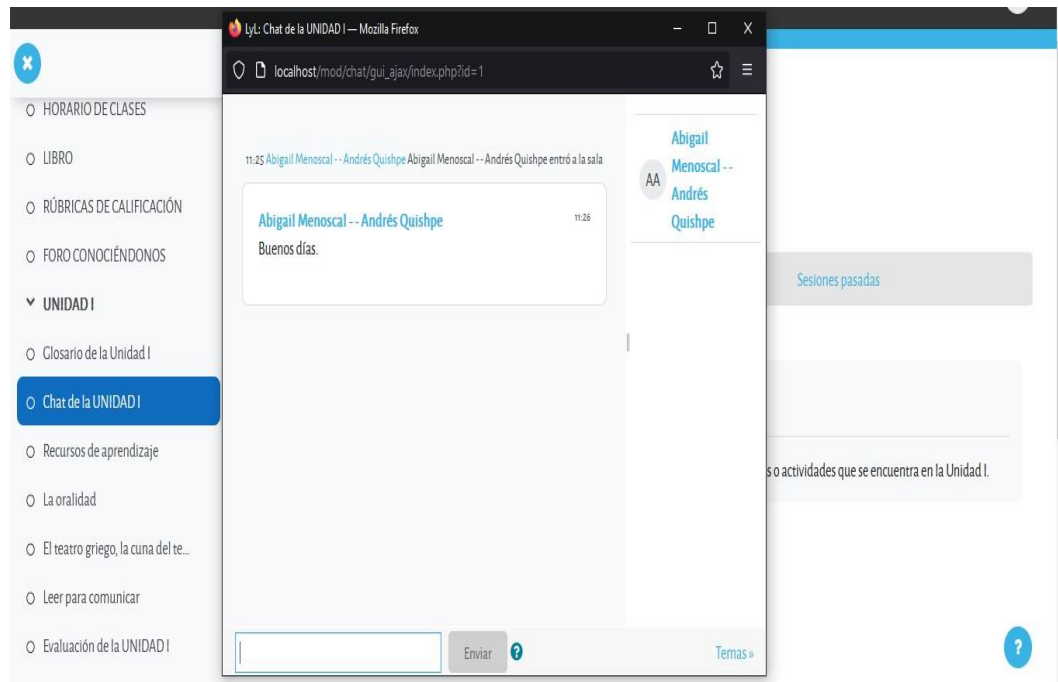 LyL: Chat de la UNIDAD I — Mozilla Firefox
localhost/mod/chat/gui_ajax/index.php?id=1
HORARIO DE CLASES
LIBRO
RÚBRICAS DE CALIFICACIÓN
FORO CONOCIÉNDONOS
UNIDAD I
Glosario de la Unidad I
Chat de la UNIDAD I
Recursos de aprendizaje
La oralidad
El teatro griego, la cuna del te...
Leer para comunicar
Evaluación de la UNIDAD I
11:25 Abigail Menoscal -- Andrés Quishpe Abigail Menoscal -- Andrés Quishpe entró a la sala
Abigail Menoscal -- Andrés Quishpe 11:26
Buenos días.
Enviar
AA
Abigail
Menoscal --
Andrés
Quishpe
Temas »
Sesiones pasadas
s o actividades que se encuentra en la Unidad I.